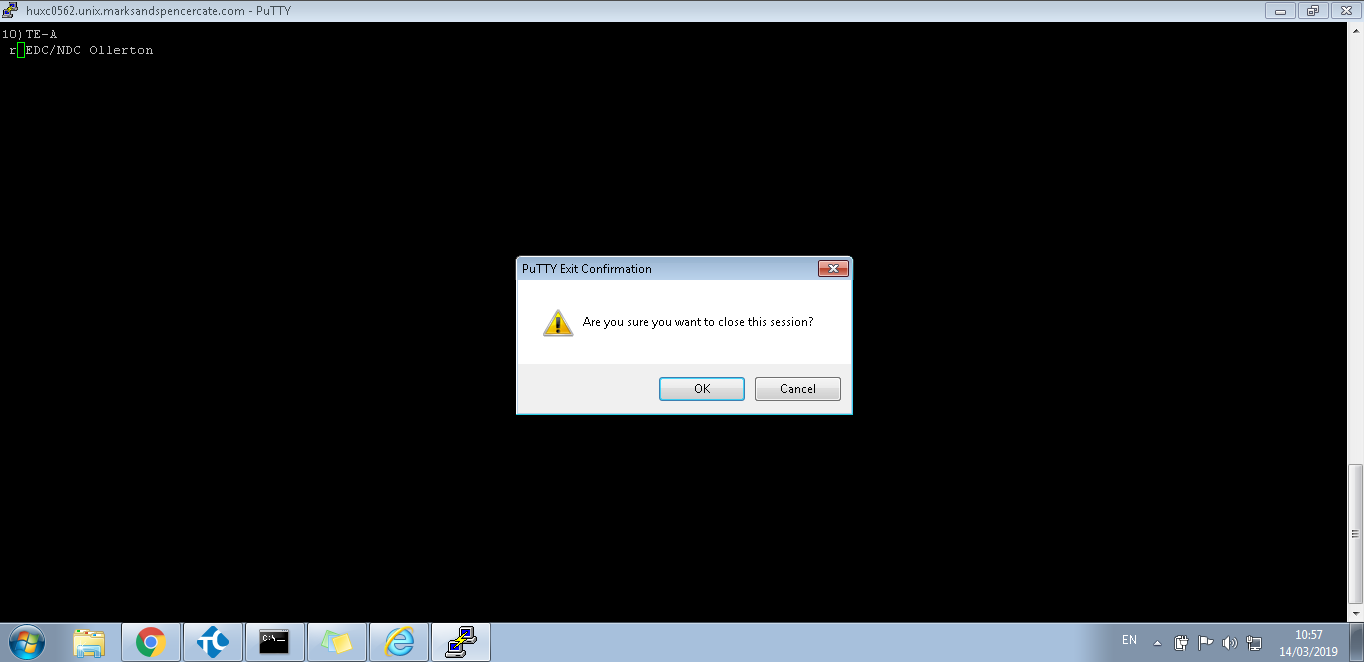 huxc0562.unix.marksandspencercate.com - PuTTY
10)TE-A
r EDC/NDC Ollerton
PuTTY Exit Confirmation
Are you sure you want to close this session?
OK
Cancel
C:\_
EN
10:57
14/03/2019